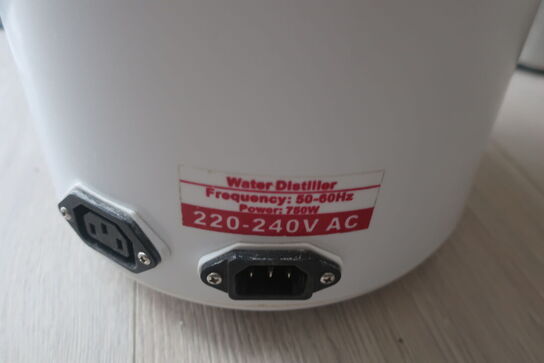 Water Distiller
Frequency: 50-60Hz
Power: 750W
220-240V AC